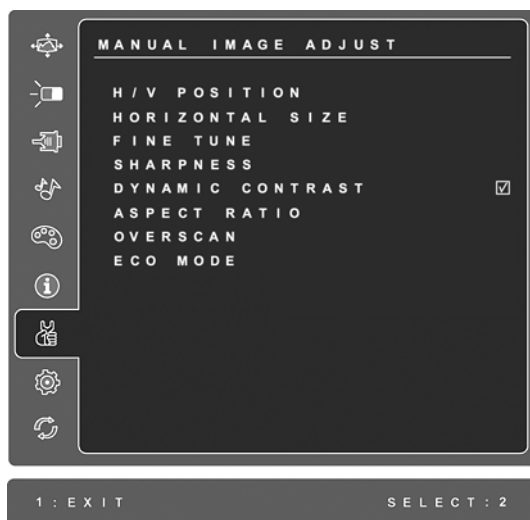 MANUAL IMAGE ADJUST
H/V POSITION
HORIZONTAL SIZE
FINE TUNE
SHARPNESS
DYNAMIC CONTRAST
ASPECT RATIO
OVERSCAN
ECO MODE
1:EXIT SELECT:2